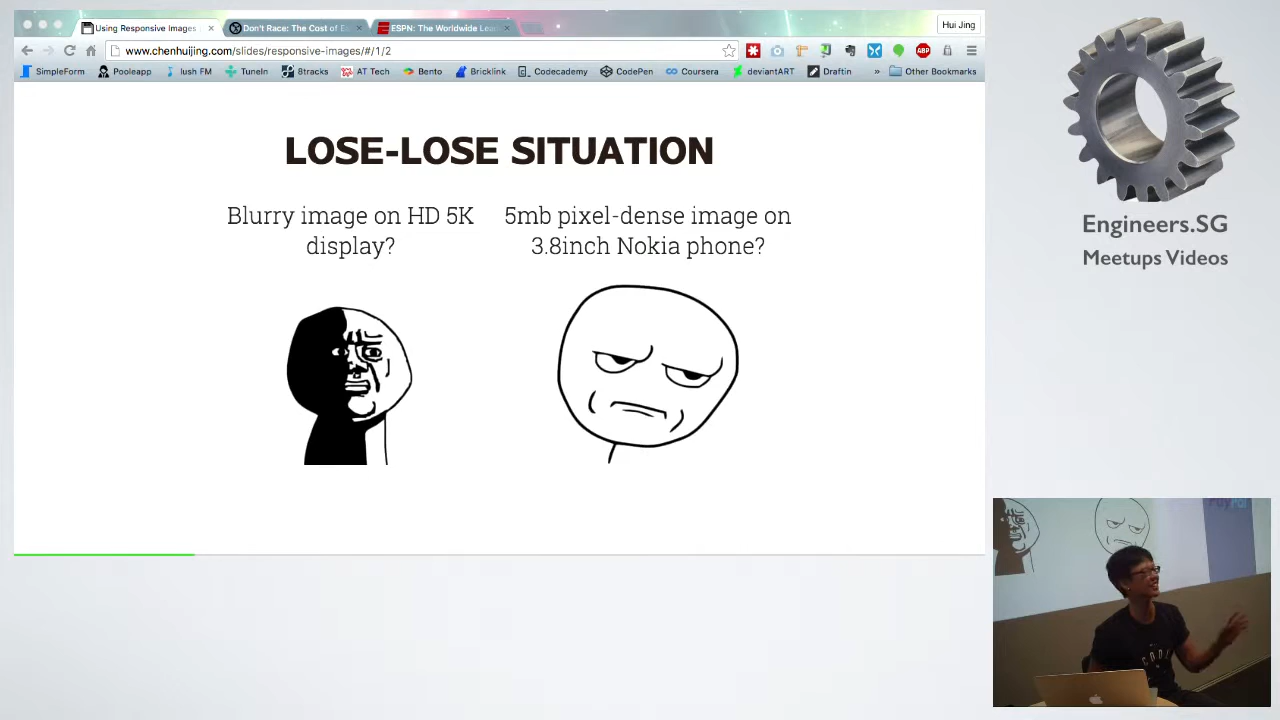 Using Responsive Images
Don't Race: The Cost of E
ESPN: The Worldwide Lea
Hui Jing
www.chenhuijing.com/slides/responsive-images/#/1/2
ABP
SimpleForm
Pooleapp
lush FM
TuneIn
8tracks
AT Tech
Bento
Bricklink
Codecademy
CodePen
Coursera
deviantART
Draftin
»
Other Bookmarks
LOSE-LOSE SITUATION
Blurry image on HD 5K
display?
5mb pixel-dense image on
3.8inch Nokia phone?
Engineers.SG
Meetups Videos
PayPal